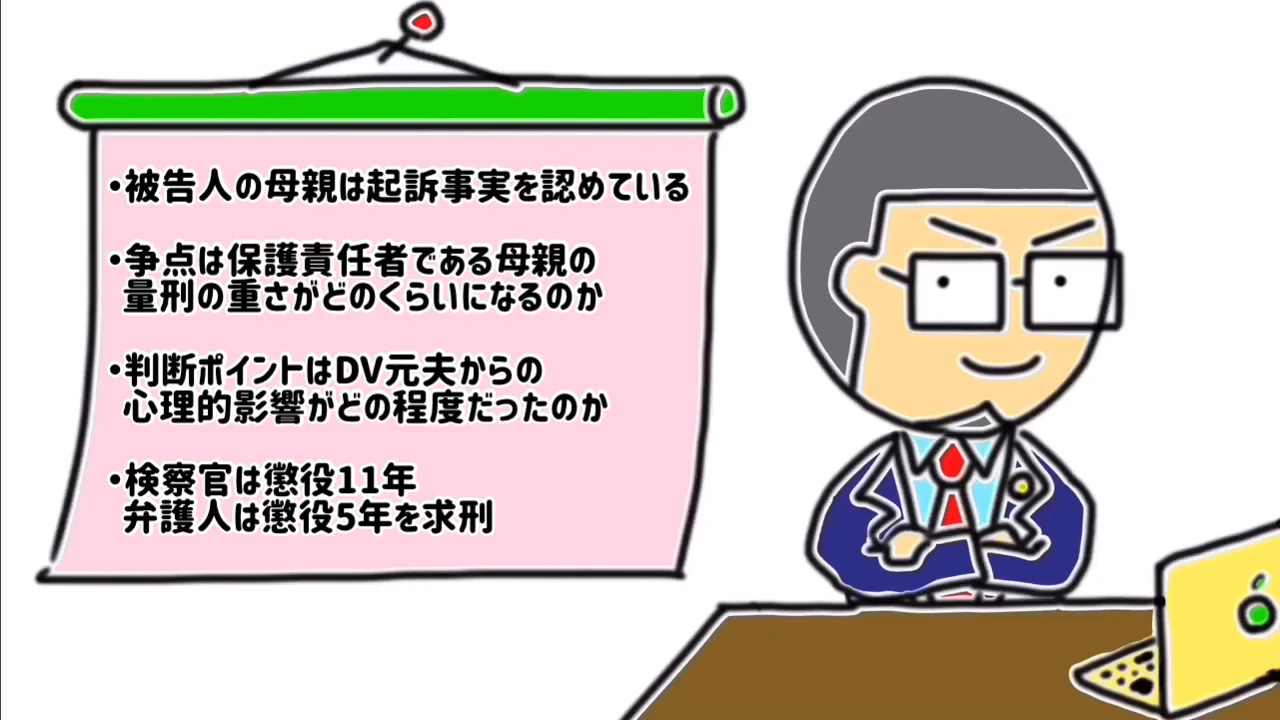 ・被告人の母親は起訴事実を認めている
・争点は保護責任者である母親の
量刑の重さがどのくらいになるのか
・判断ポイントはDV元夫からの
心理的影響がどの程度だったのか
・検察官は懲役11年
弁護人は懲役5年を求刑